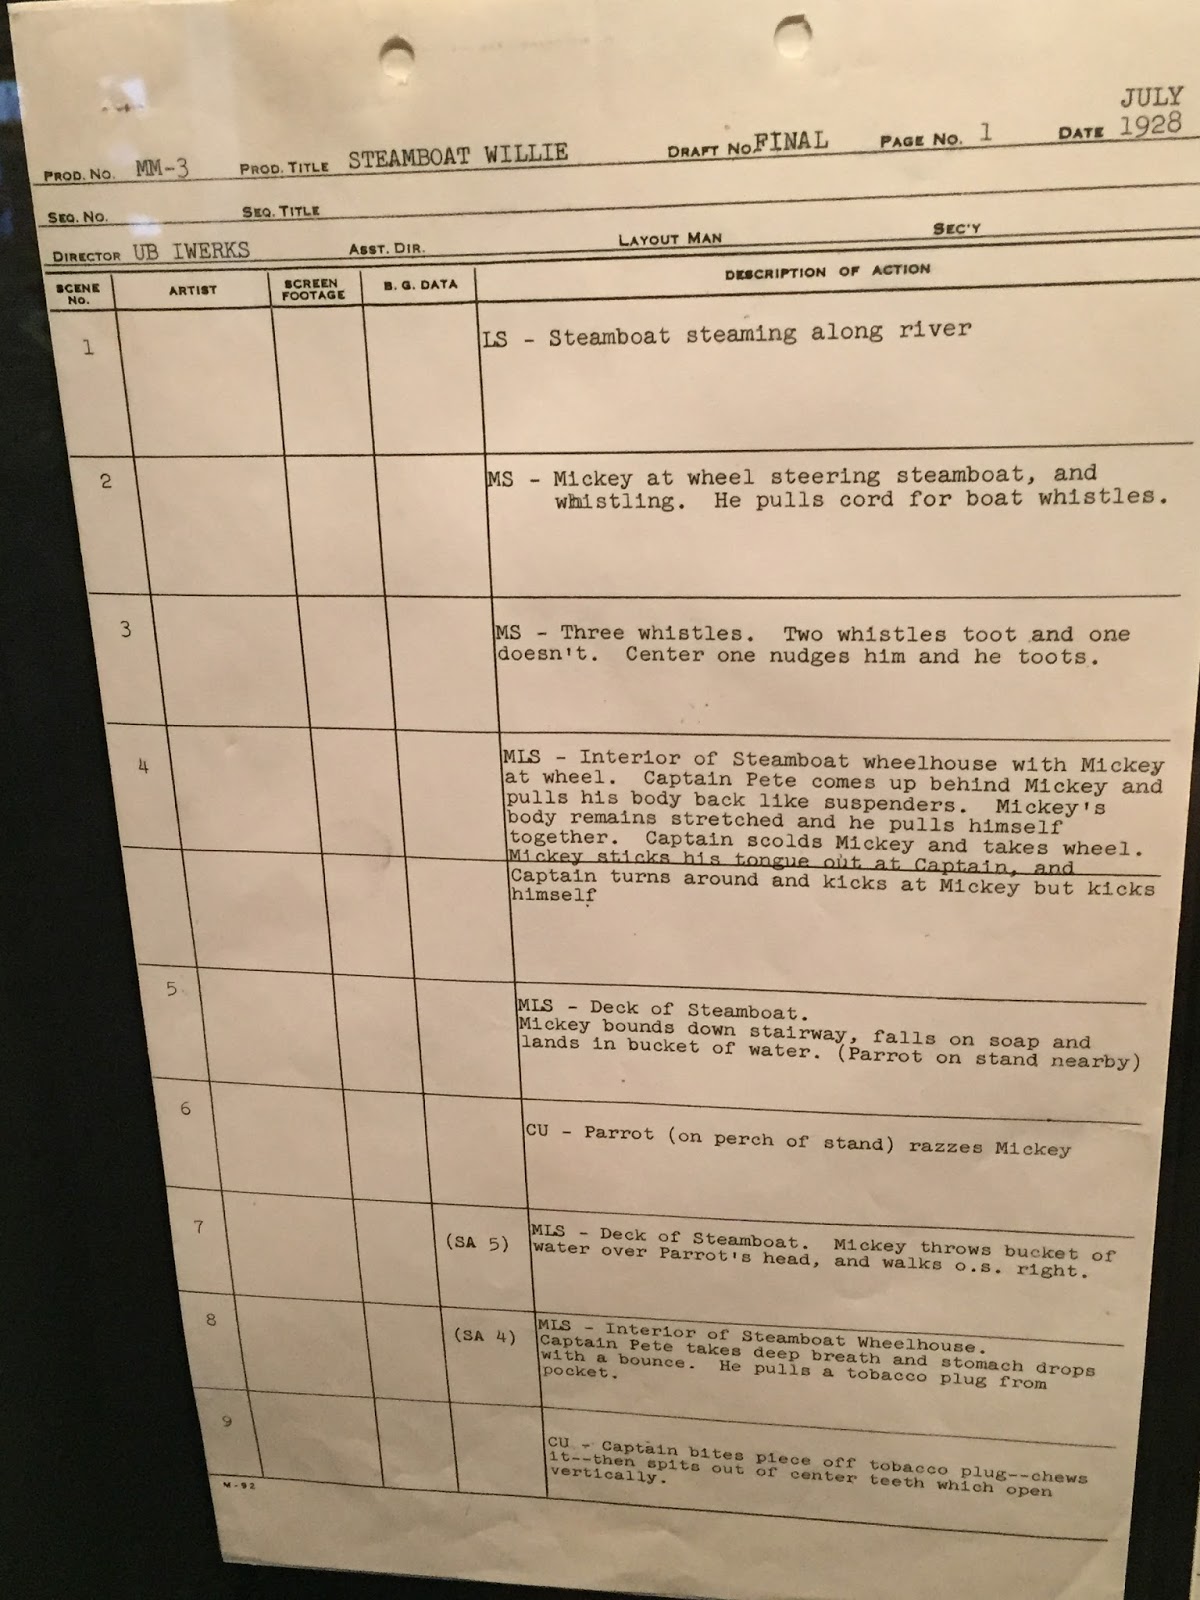 JULY
PROD. NO. MM-3 PROD. TITLE STEAMBOAT WILLIE DRAFT NO. FINAL PAGE NO. 1 DATE 1928
SEQ. NO. SEQ. TITLE
DIRECTOR UB IWERKS ASST. DIR. LAYOUT MAN SEC'Y
SCENE NO. ARTIST SCREEN FOOTAGE B. G. DATA DESCRIPTION OF ACTION
1 LS - Steamboat steaming along river
2 MS - Mickey at wheel steering steamboat, and
whistling. He pulls cord for boat whistles.
3 MS - Three whistles. Two whistles toot and one
doesn't. Center one nudges him and he toots.
4 MLS - Interior of Steamboat wheelhouse with Mickey
at wheel. Captain Pete comes up behind Mickey and
pulls his body back like suspenders. Mickey's
body remains stretched and he pulls himself
together. Captain scolds Mickey and takes wheel.
Mickey sticks his tongue out at Captain, and
Captain turns around and kicks at Mickey but kicks
himself
5 MLS - Deck of Steamboat.
Mickey bounds down stairway, falls on soap and
lands in bucket of water. (Parrot on stand nearby)
6 CU - Parrot (on perch of stand) razzes Mickey
7 (SA 5) MLS - Deck of Steamboat. Mickey throws bucket of
water over Parrot's head, and walks o.s. right.
8 (SA 4) MLS - Interior of Steamboat Wheelhouse.
Captain Pete takes deep breath and stomach drops
with a bounce. He pulls a tobacco plug from
pocket.
9 CU - Captain bites piece off tobacco plug--chews
it--then spits out of center teeth which open
vertically.
M-92